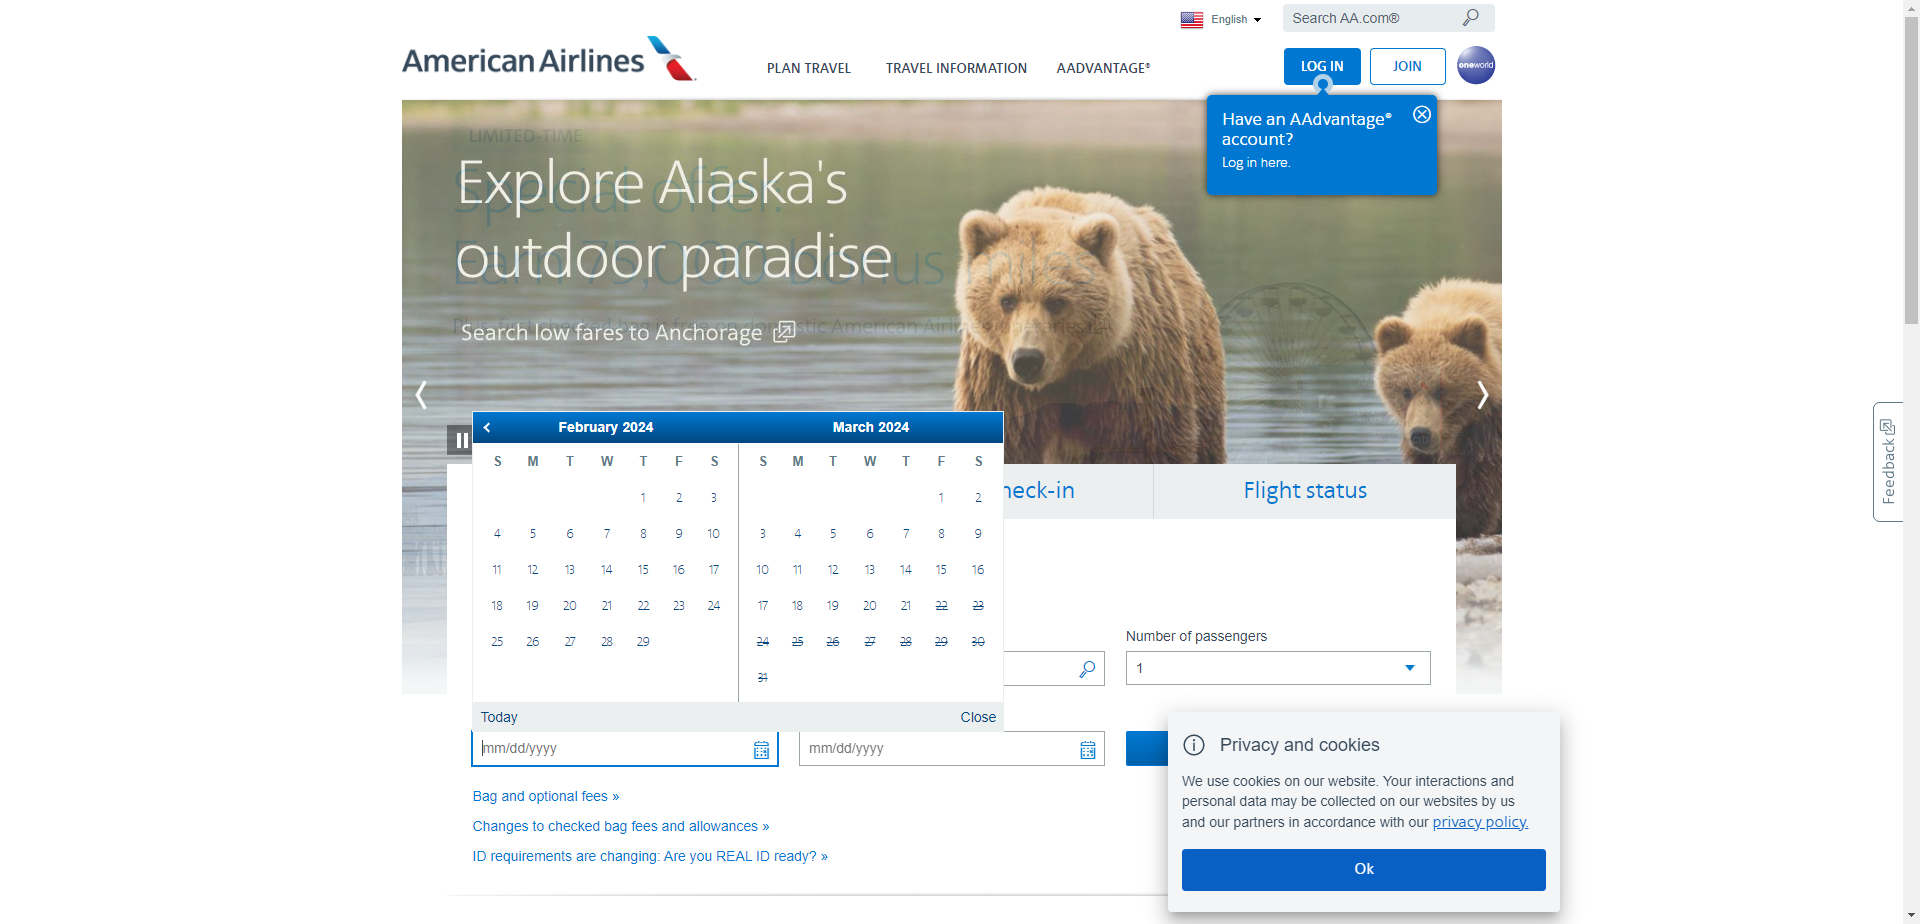 English
Search AA.com®
American Airlines
PLAN TRAVEL
TRAVEL INFORMATION
AADVANTAGE®
LOG IN
JOIN
oneworld
Have an AAdvantage®
account?
Log in here.
LIMITED-TIME
Special offer:
Earn 75,000 bonus miles
Explore Alaska's
outdoor paradise
Search low fares to Anchorage
February 2024
March 2024
S M T W T F S
S M T W T F S
1 2 3
1 2
4 5 6 7 8 9 10
3 4 5 6 7 8 9
11 12 13 14 15 16 17
10 11 12 13 14 15 16
18 19 20 21 22 23 24
17 18 19 20 21 22 23
25 26 27 28 29
24 25 26 27 28 29 30
31
Today
Close
heck-in
Flight status
Feedback
Number of passengers
1
mm/dd/yyyy
mm/dd/yyyy
Bag and optional fees »
Changes to checked bag fees and allowances »
ID requirements are changing: Are you REAL ID ready? »
Privacy and cookies
We use cookies on our website. Your interactions and
personal data may be collected on our websites by us
and our partners in accordance with our privacy policy.
Ok